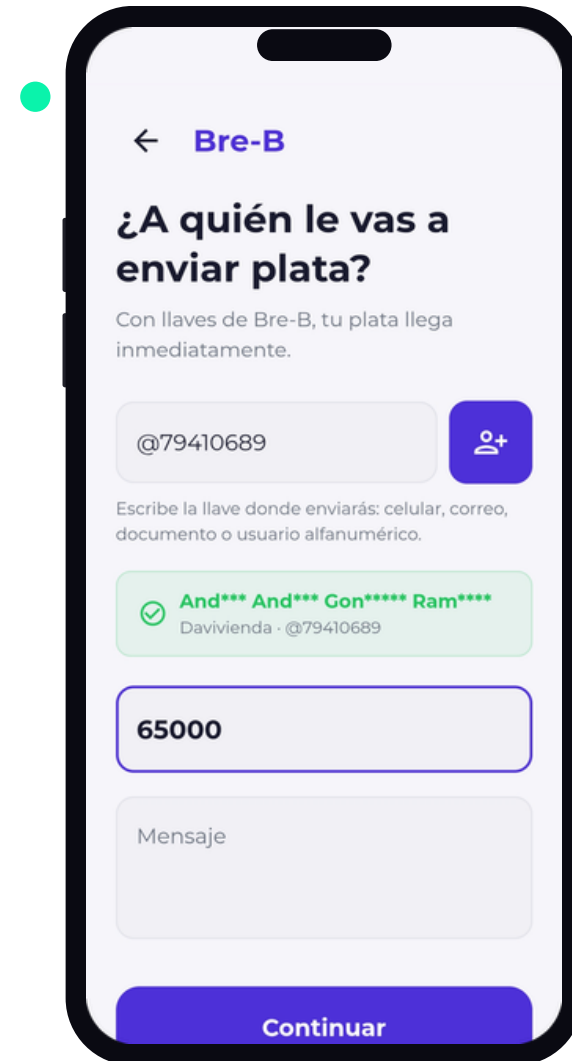 Bre-B
¿A quién le vas a
enviar plata?
Con llaves de Bre-B, tu plata llega
inmediatamente.
@79410689
Escribe la llave donde enviarás: celular, correo,
documento o usuario alfanumérico.
And*** And*** Gon***** Ram****
Davivienda · @79410689
65000
Mensaje
Continuar